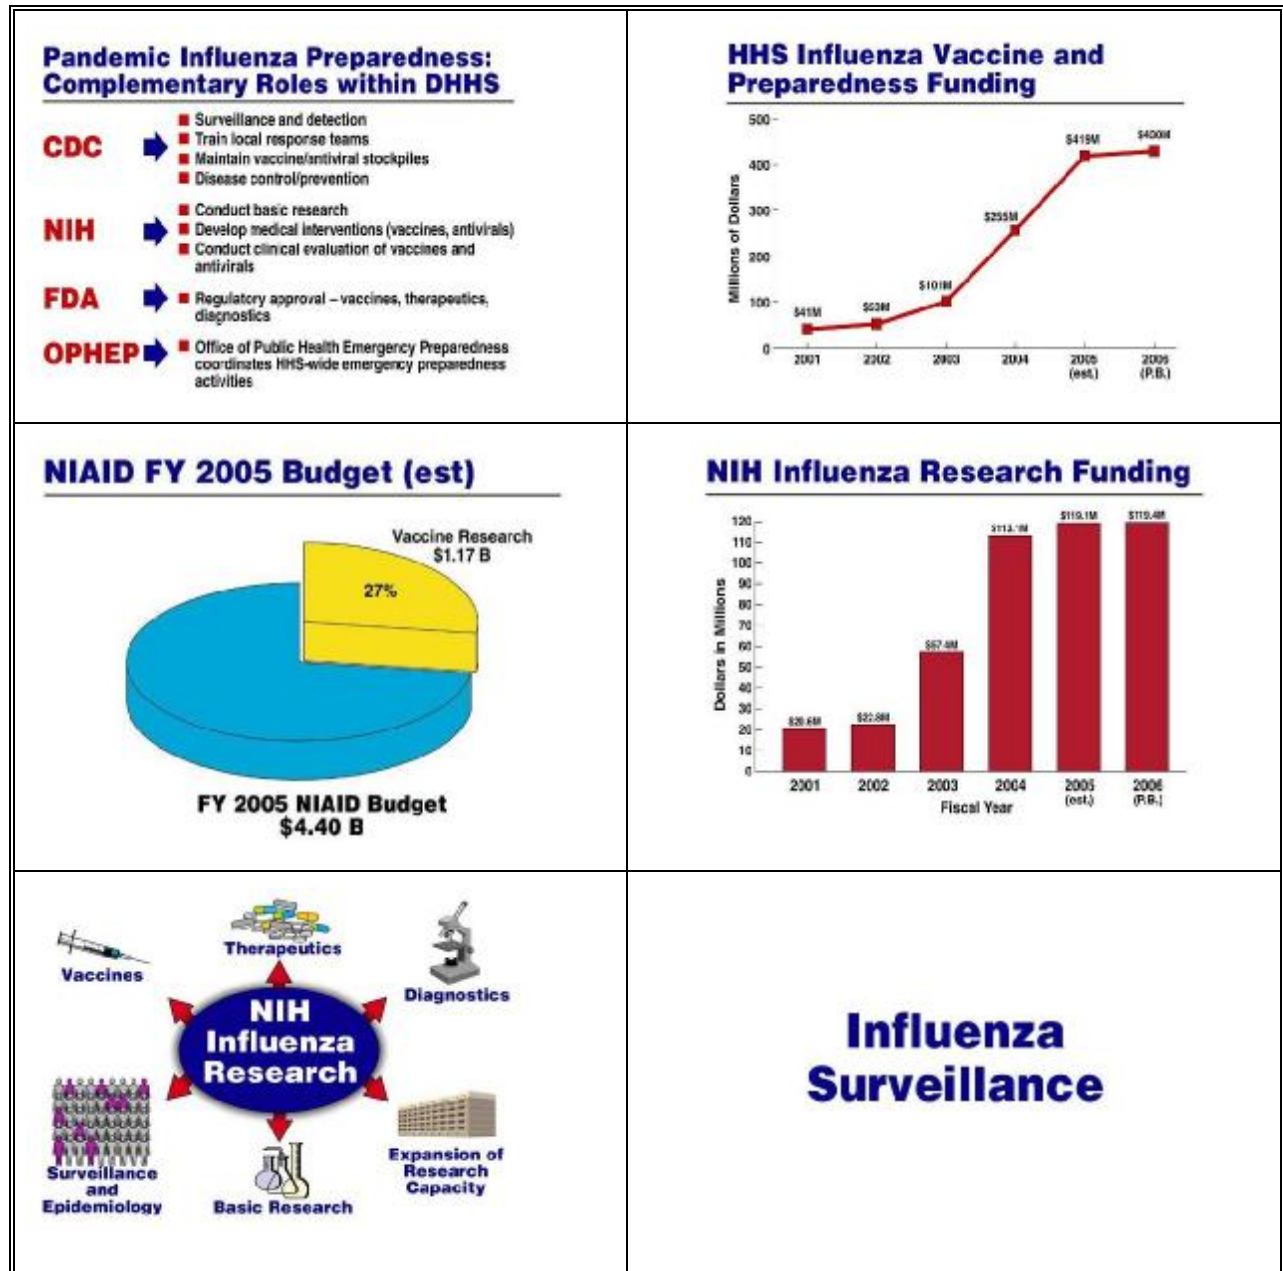 Pandemic Influenza Preparedness:
Complementary Roles within DHHS
CDC
Surveillance and detection
Train local response teams
Maintain vaccine/antiviral stockpiles
Disease control/prevention
NIH
Conduct basic research
Develop medical interventions (vaccines, antivirals)
Conduct clinical evaluation of vaccines and
antivirals
FDA
Regulatory approval – vaccines, therapeutics,
diagnostics
OPHEP
Office of Public Health Emergency Preparedness
coordinates HHS-wide emergency preparedness
activities
HHS Influenza Vaccine and
Preparedness Funding
Millions of Dollars
500
400
300
200
100
0
$41M
$101M
$255M
$419M
2001 2002 2003 2004 2005 2006
(est.) (P.B.)
NIAID FY 2005 Budget (est)
Vaccine Research
$1.17 B
27%
FY 2005 NIAID Budget
$4.40 B
NIH Influenza Research Funding
Dollars in Millions
120
110
100
90
80
70
60
50
40
30
20
10
0
$20.6M
$22.8M
$113.1M
$119.1M
$119.4M
2001 2002 2003 2004 2005 2006
(est.) (P.B.)
Fiscal Year
Vaccines
Therapeutics
Diagnostics
NIH
Influenza
Research
Surveillance
and
Epidemiology
Basic Research
Expansion of
Research
Capacity
Influenza
Surveillance